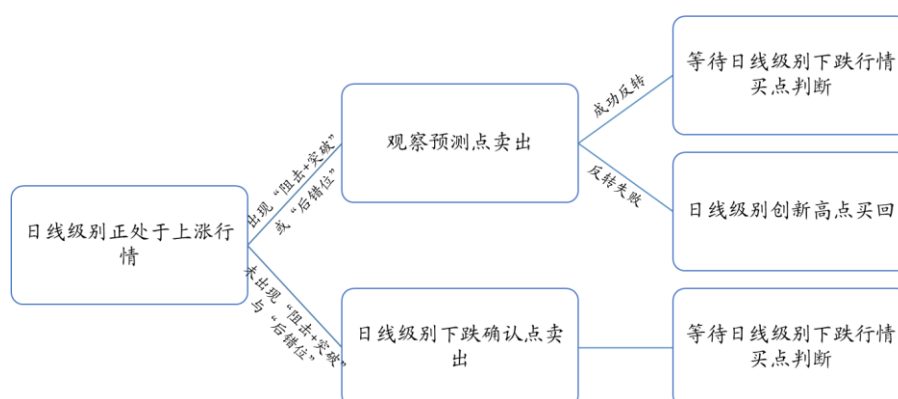 日线级别正处于上涨行
情
出现“阻击+突破”
或“后错位”
未出现“阻击+突破”
与“后错位”
观察预测点卖出
日线级别下跌确认点卖
出
成功反转
反转失败
等待日线级别下跌行情
买点判断
日线级别创新高点买回
等待日线级别下跌行情
买点判断